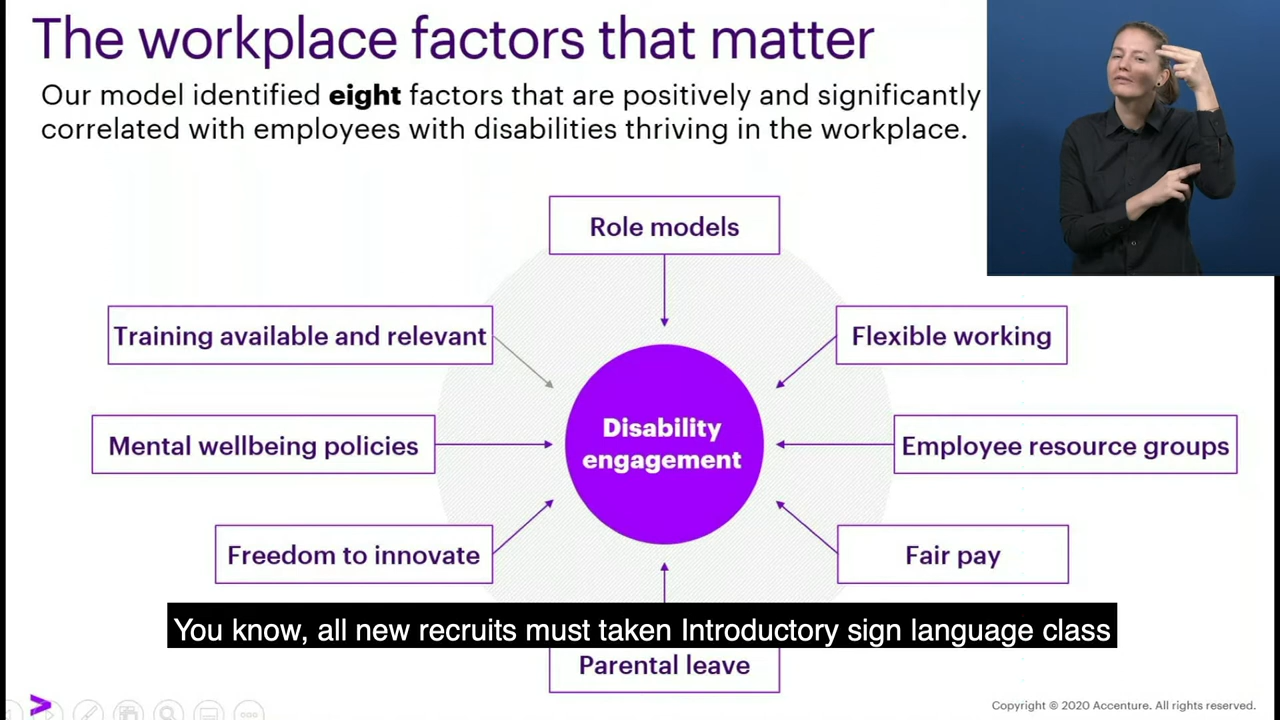 The workplace factors that matter
Our model identified eight factors that are positively and significantly
correlated with employees with disabilities thriving in the workplace.
Role models
Training available and relevant
Flexible working
Mental wellbeing policies
Disability
engagement
Employee resource groups
Freedom to innovate
Fair pay
You know, all new recruits must taken Introductory sign language class
Parental leave
Copyright © 2020 Accenture. All rights reserved.